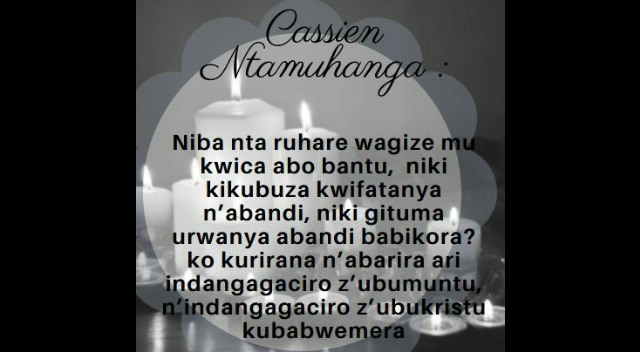 Cassien
Ntamuhanga :
Niba nta ruhare wagize mu
kwica abo bantu, niki
kikubuza kwifatanya
n'abandi, niki gituma
urwanya abandi babikora?
ko kurirana n'abarira ari
indangagaciro z'ubumuntu,
n'indangagaciro z'ubukristu
kubabwemera